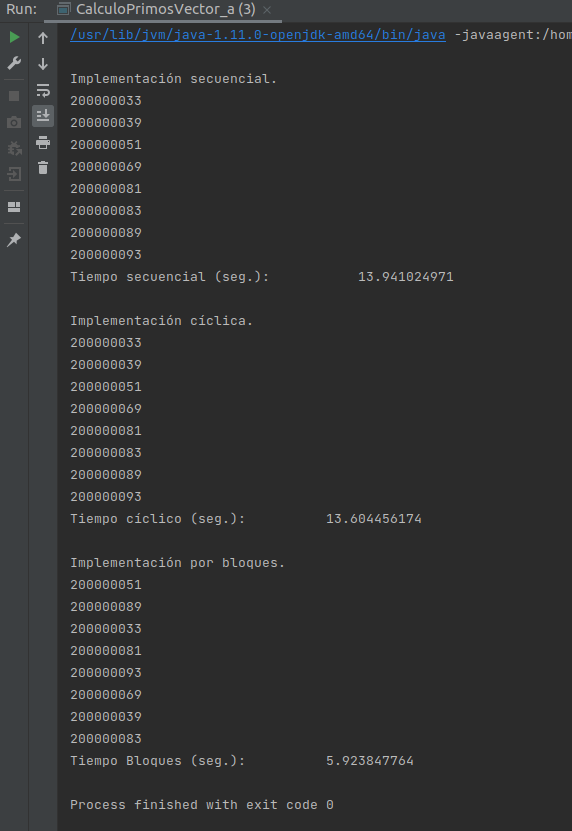 Run: CalculoPrimosVector_a (3) ×
/usr/lib/jvm/java-1.11.0-openjdk-amd64/bin/java -javaagent:/hom
Implementación secuencial.
200000033
200000039
200000051
200000069
200000081
200000083
200000089
200000093
Tiempo secuencial (seg.): 13.941024971
Implementación cíclica.
200000033
200000039
200000051
200000069
200000081
200000083
200000089
200000093
Tiempo cíclico (seg.): 13.604456174
Implementación por bloques.
200000051
200000089
200000033
200000081
200000093
200000069
200000039
200000083
Tiempo Bloques (seg.): 5.923847764
Process finished with exit code 0